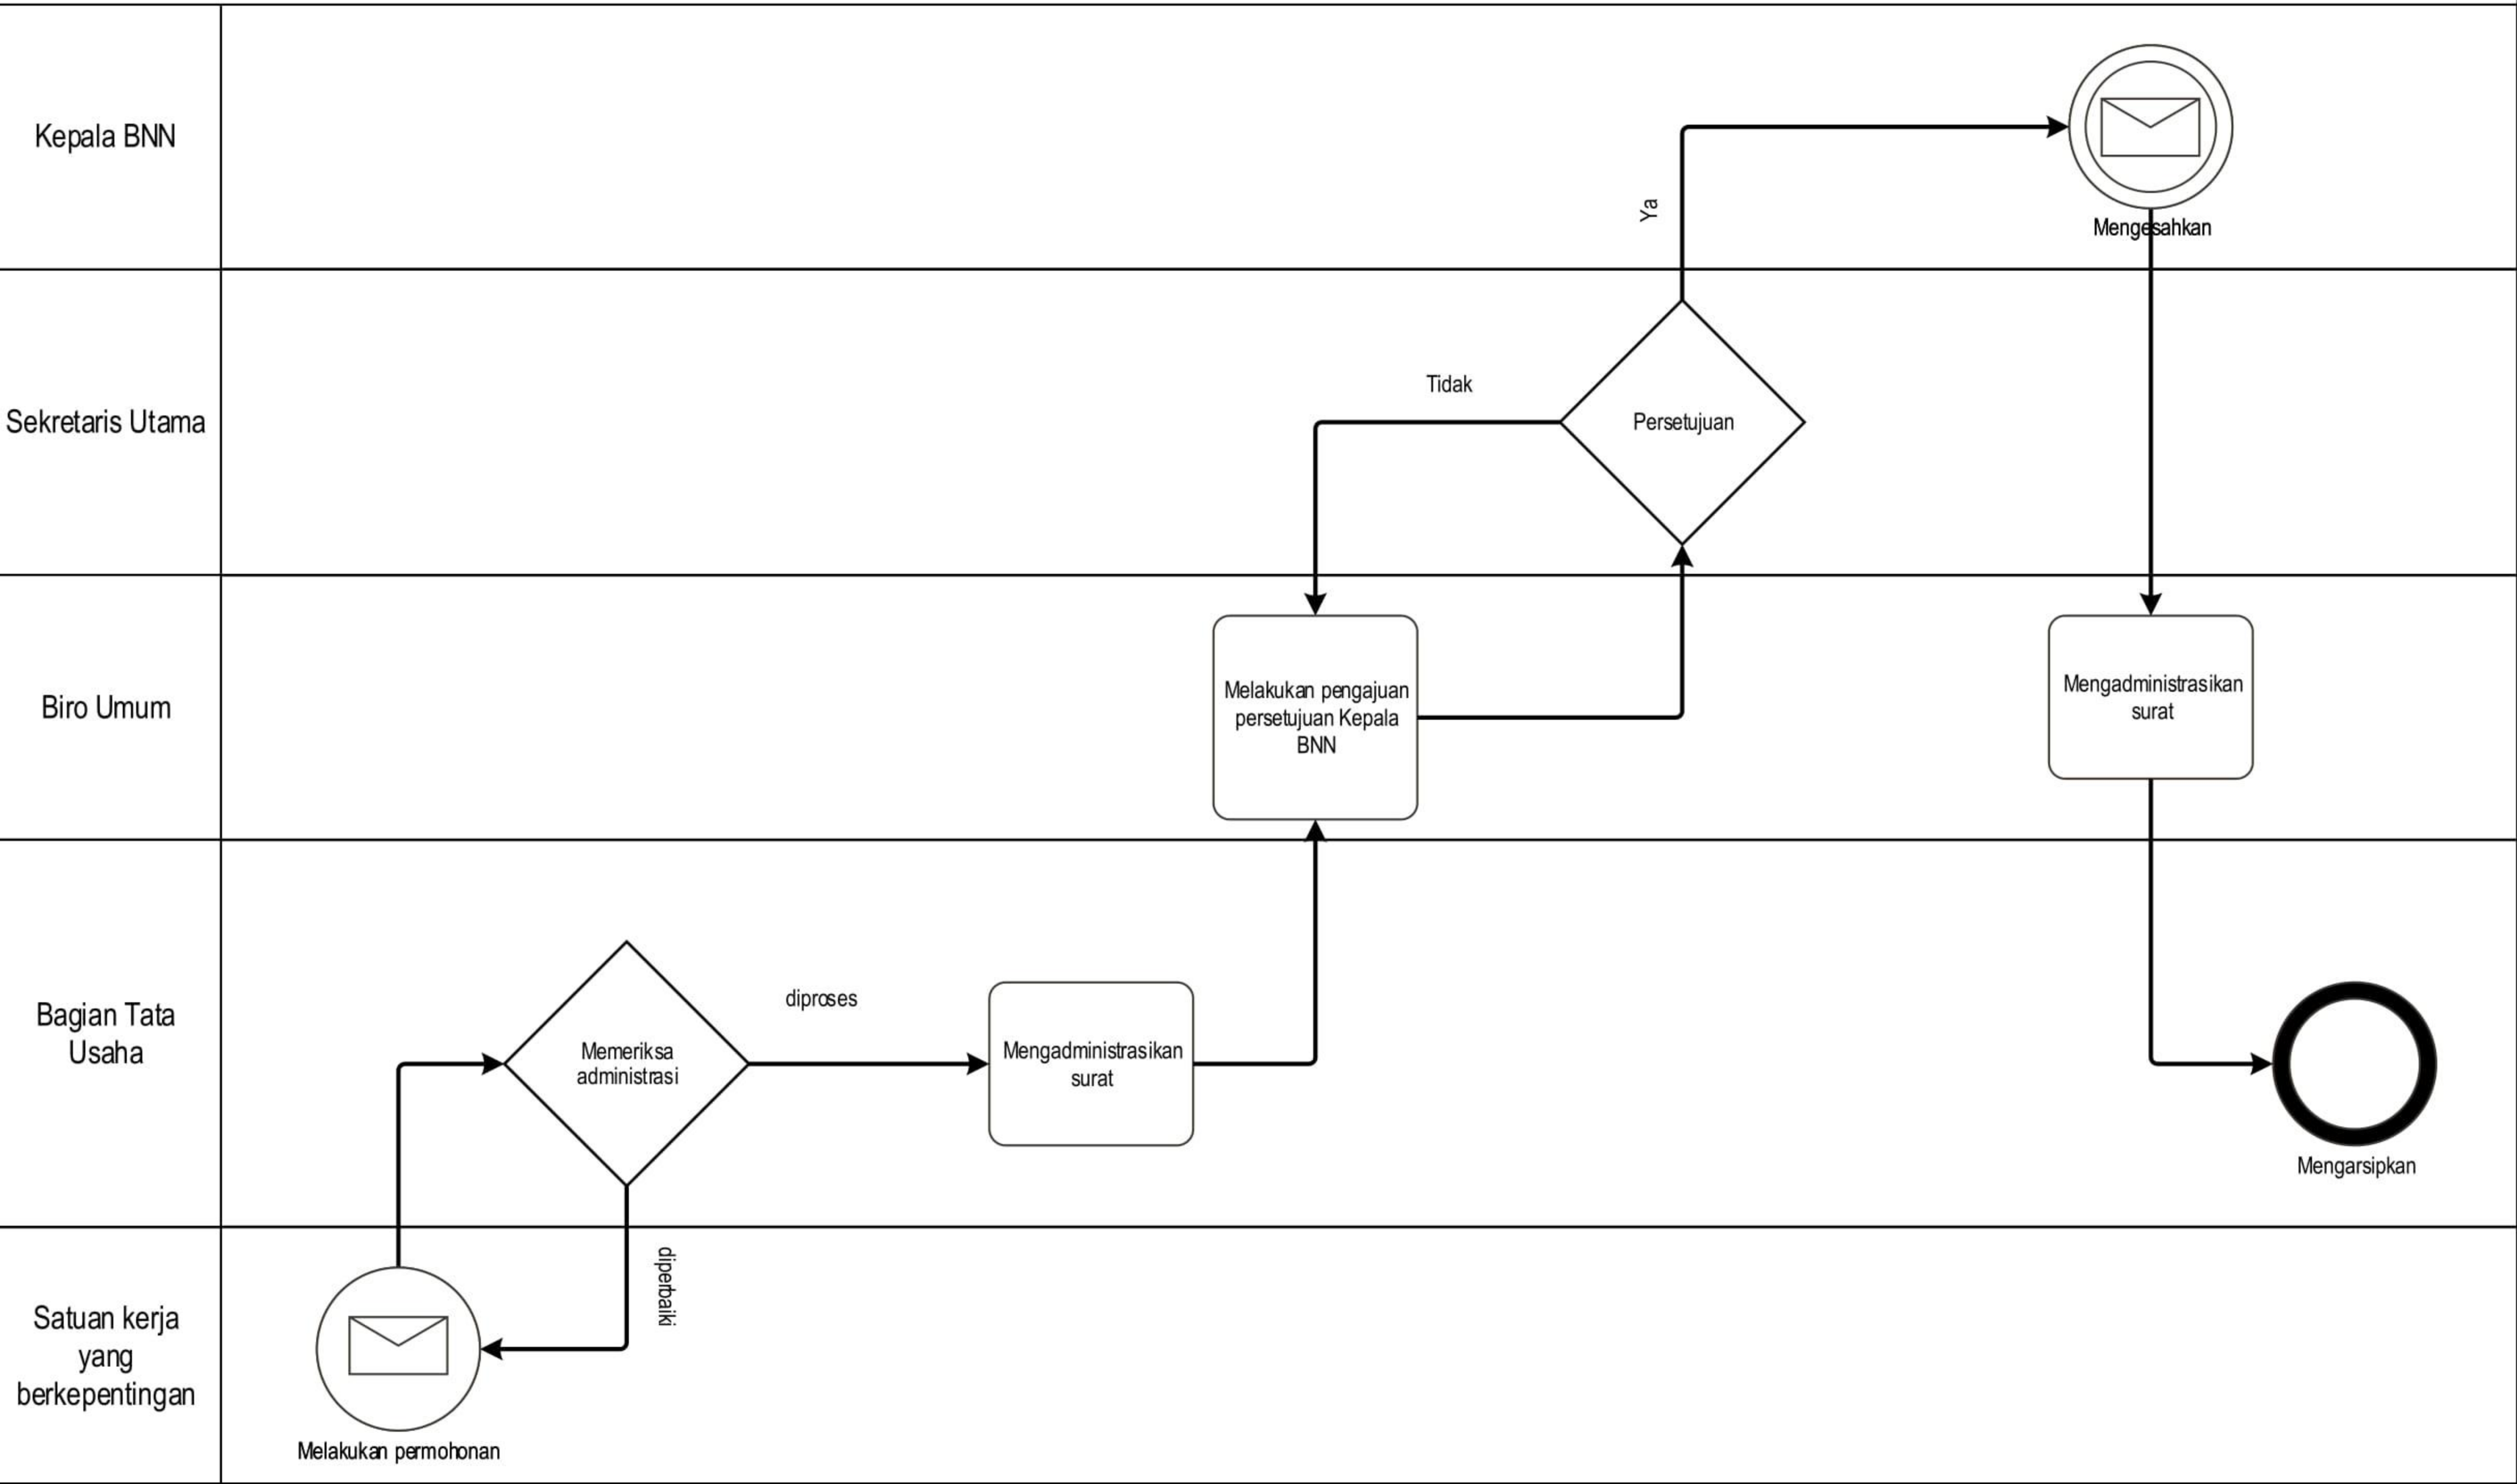 Kepala BNN
Ya
Mengesahkan
Sekretaris Utama
Tidak
Persetujuan
Biro Umum
Melakukan pengajuan
persetujuan Kepala
BNN
Mengadministrasikan
surat
Bagian Tata
Usaha
Memeriksa
administrasi
diproses
Mengadministrasikan
surat
Mengarsipkan
Satuan kerja
yang
berkepentingan
diperbaiki
Melakukan permohonan